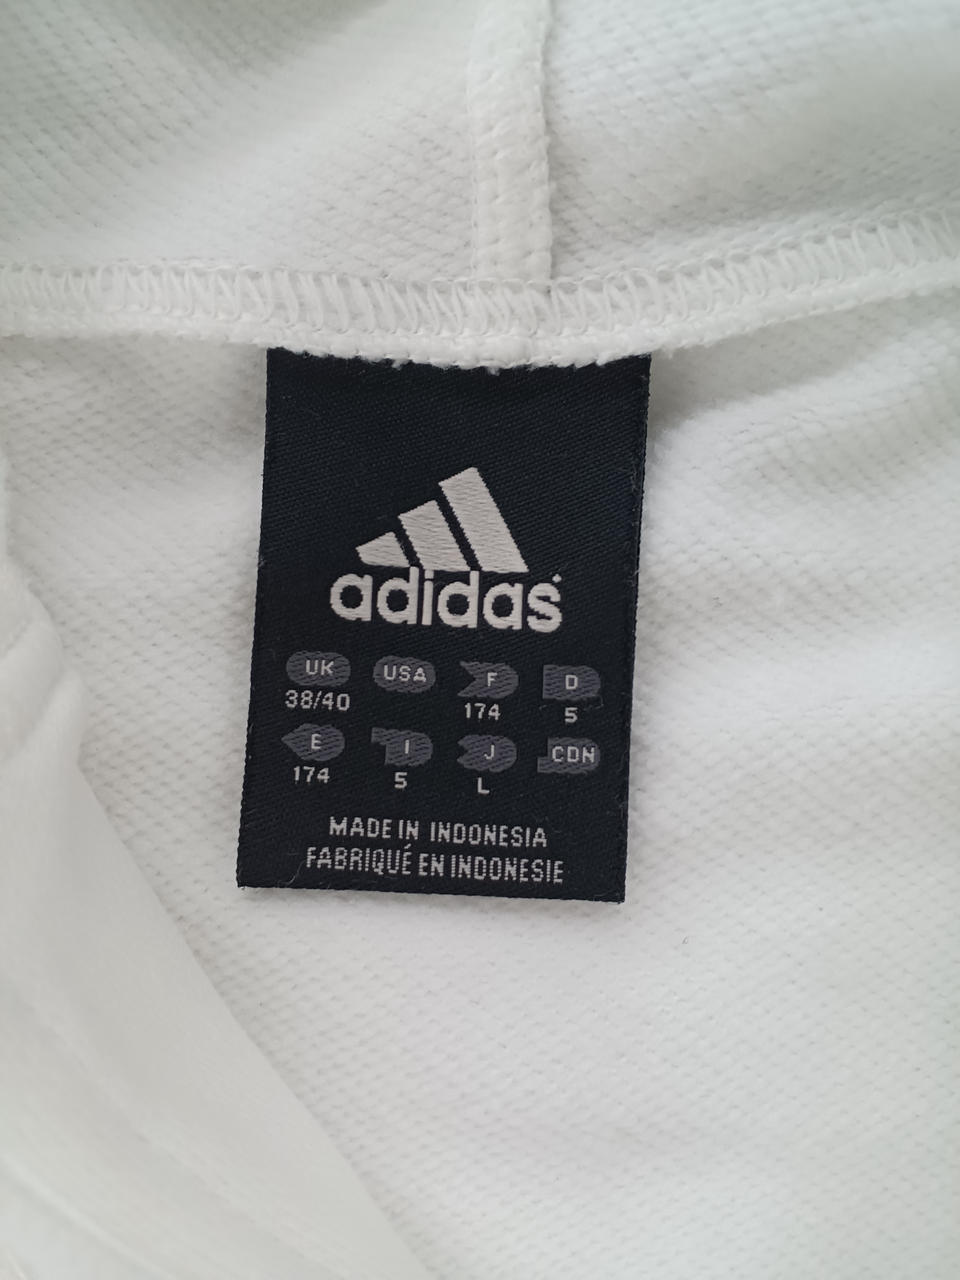 adidas
UK USA F D
38/40 174 5
E I J CDN
174 5 L
MADE IN INDONESIA
FABRIQUÉ EN INDONESIE